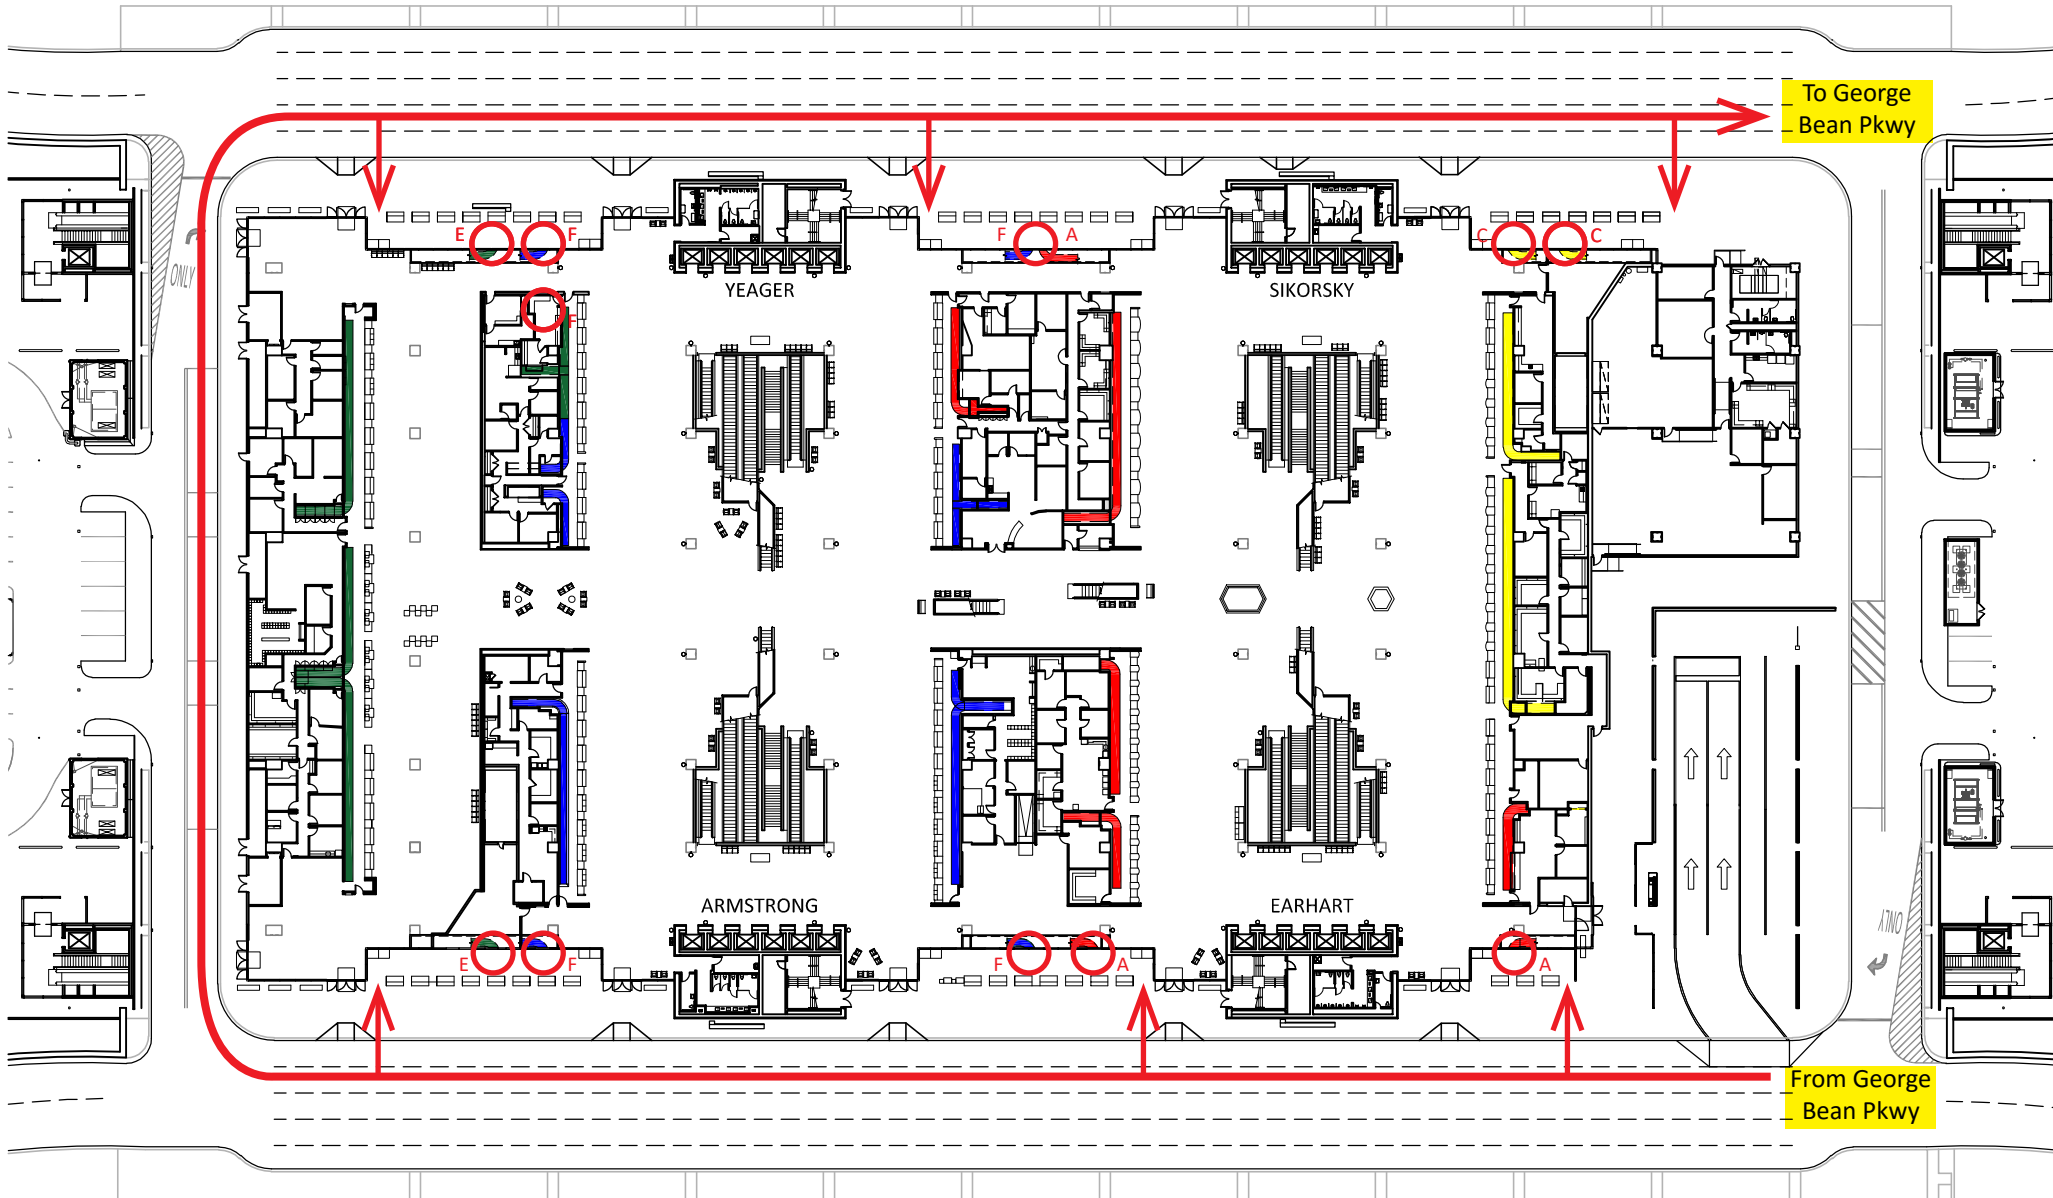 To George
Bean Pkwy
E
F
F
A
C
C
ONLY
YEAGER
SIKORSKY
F
ARMSTRONG
EARHART
ONLY
E
F
F
A
A
From George
Bean Pkwy